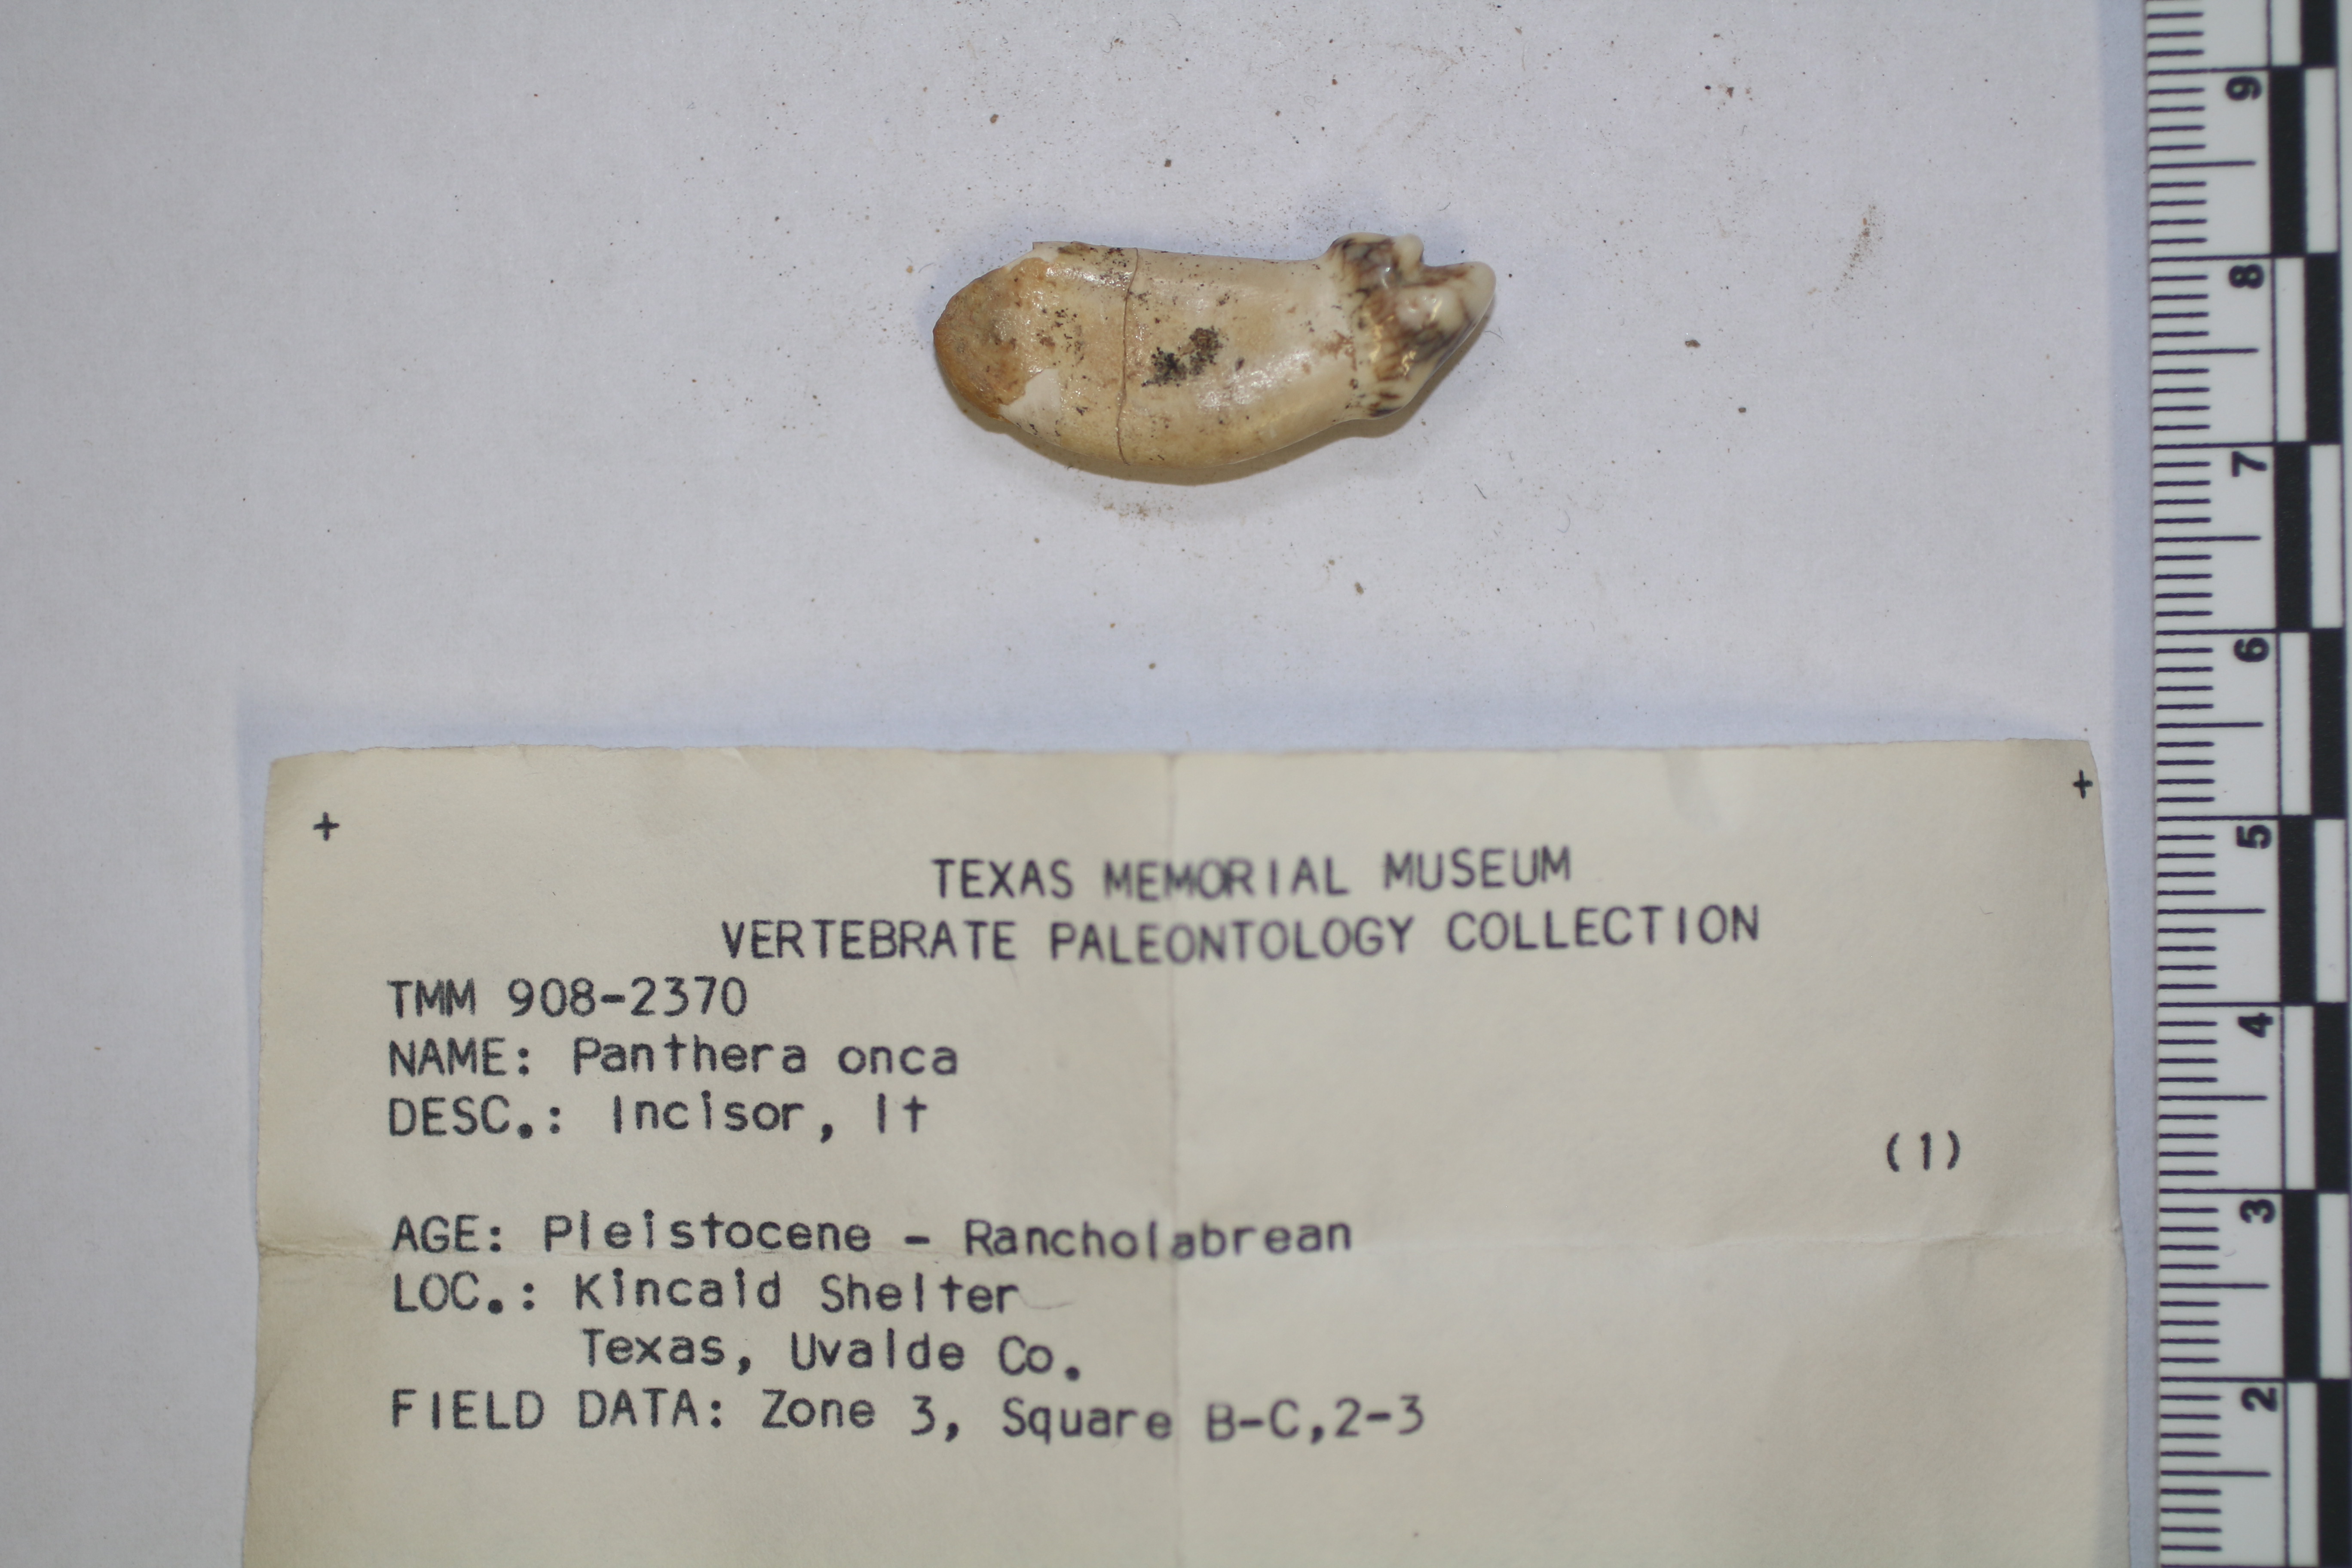 + +
TEXAS MEMORIAL MUSEUM
VERTEBRATE PALEONTOLOGY COLLECTION
TMM 908-2370
NAME: Panthera onca
DESC.: Incisor, lt
(1)
AGE: Pleistocene - Rancholabrean
LOC.: Kincaid Shelter
Texas, Uvalde Co.
FIELD DATA: Zone 3, Square B-C,2-3
9
8
7
6
5
4
3
2